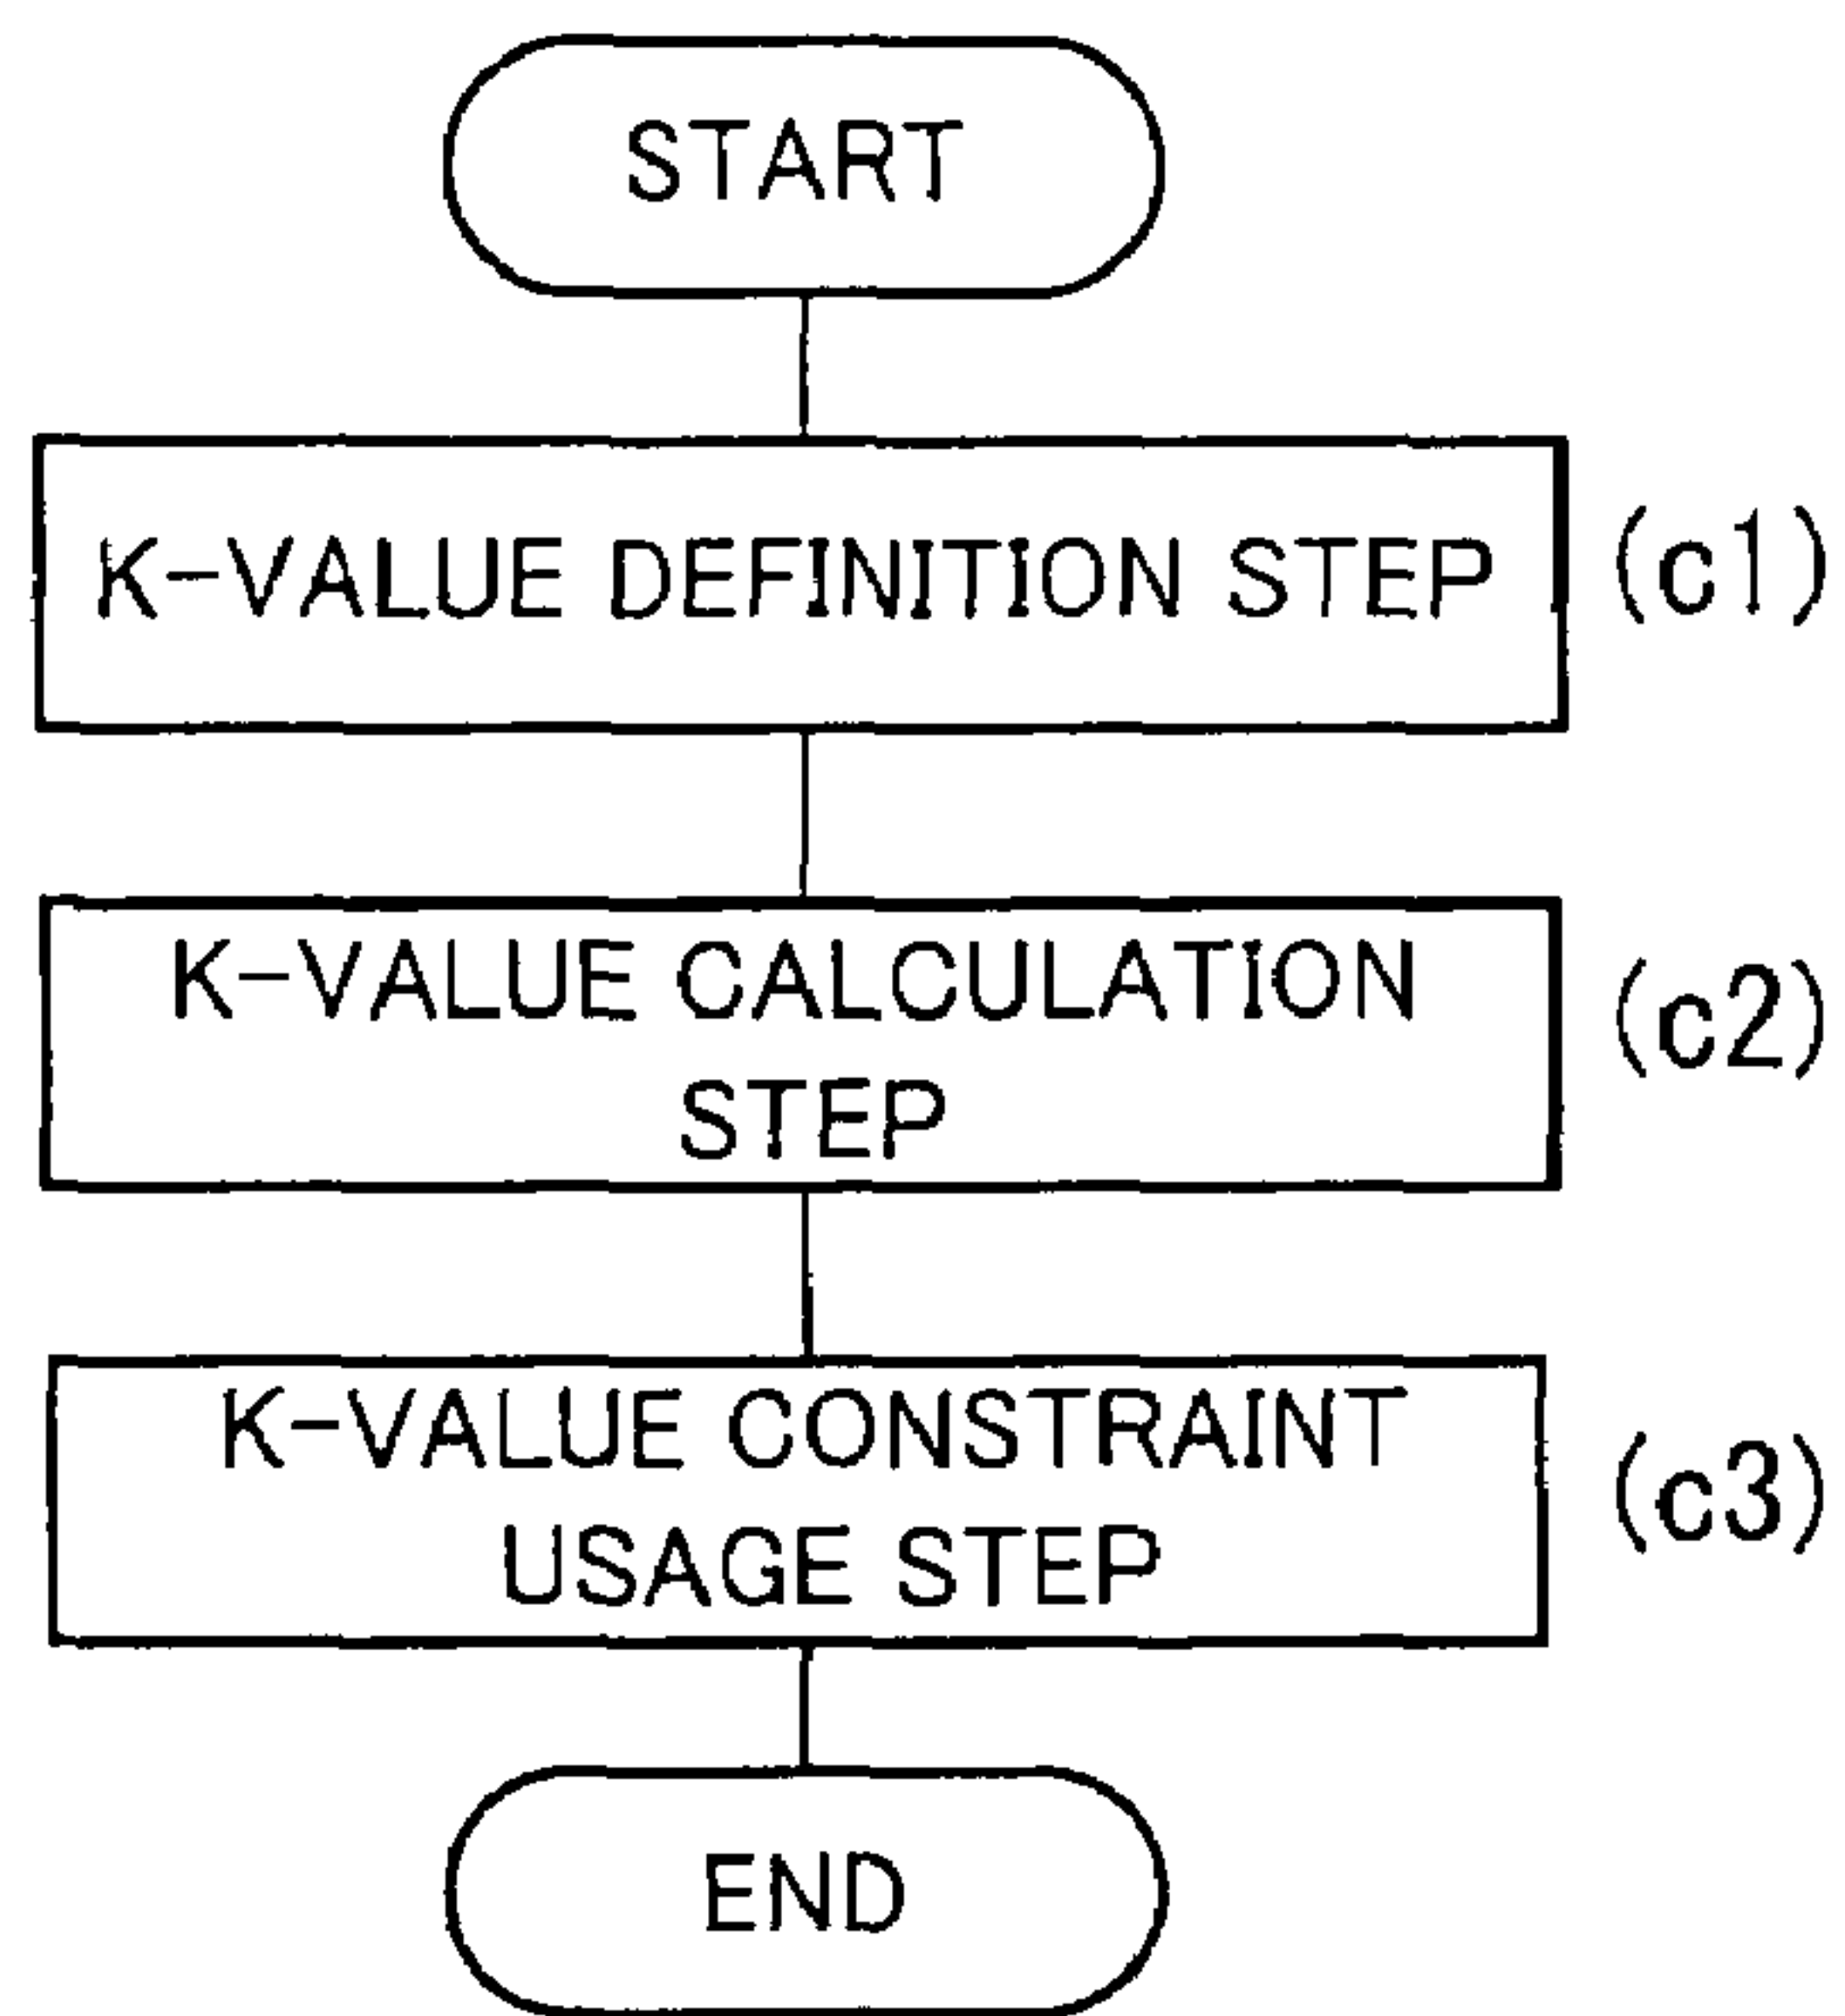 START
K-VALUE DEFINITION STEP (c1)
K-VALUE CALCULATION
STEP
(c2)
K-VALUE CONSTRAINT
USAGE STEP
(c3)
END